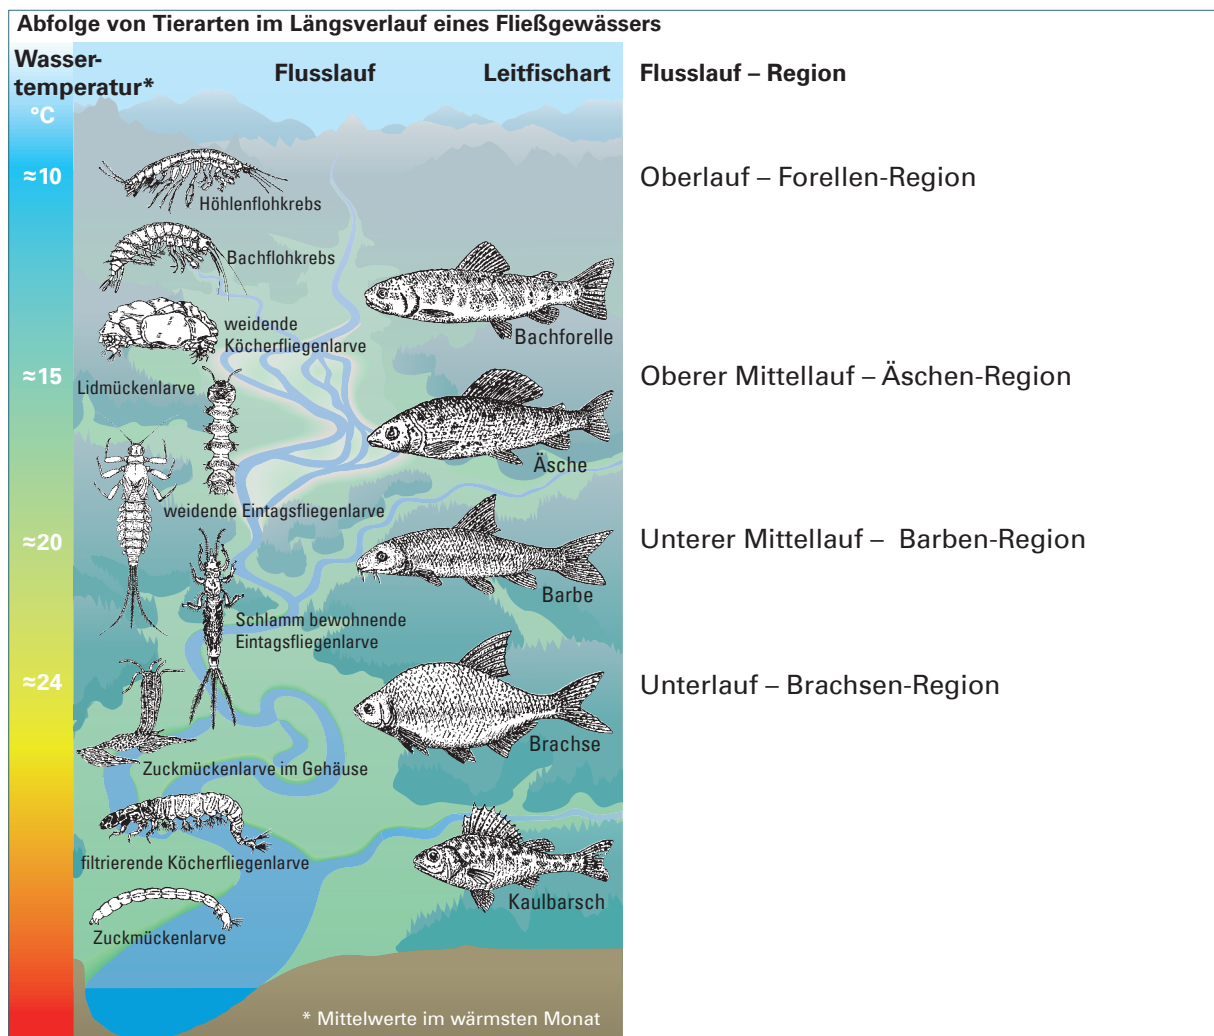 Abfolge von Tierarten im Längsverlauf eines Fließgewässers
Wasser-
temperatur*
Flusslauf
Leitfischart
Flusslauf – Region
°C
≈10
Höhlenflohkrebs
Oberlauf – Forellen-Region
Bachflohkrebs
weidende
Köcherfliegenlarve
Bachforelle
≈15
Lidmückenlarve
Oberer Mittellauf – Äschen-Region
Äsche
weidende Eintagsfliegenlarve
≈20
Unterer Mittellauf – Barben-Region
Barbe
Schlamm bewohnende
Eintagsfliegenlarve
≈24
Unterlauf – Brachsen-Region
Brachse
Zuckmückenlarve im Gehäuse
filtrierende Köcherfliegenlarve
Kaulbarsch
Zuckmückenlarve
* Mittelwerte im wärmsten Monat